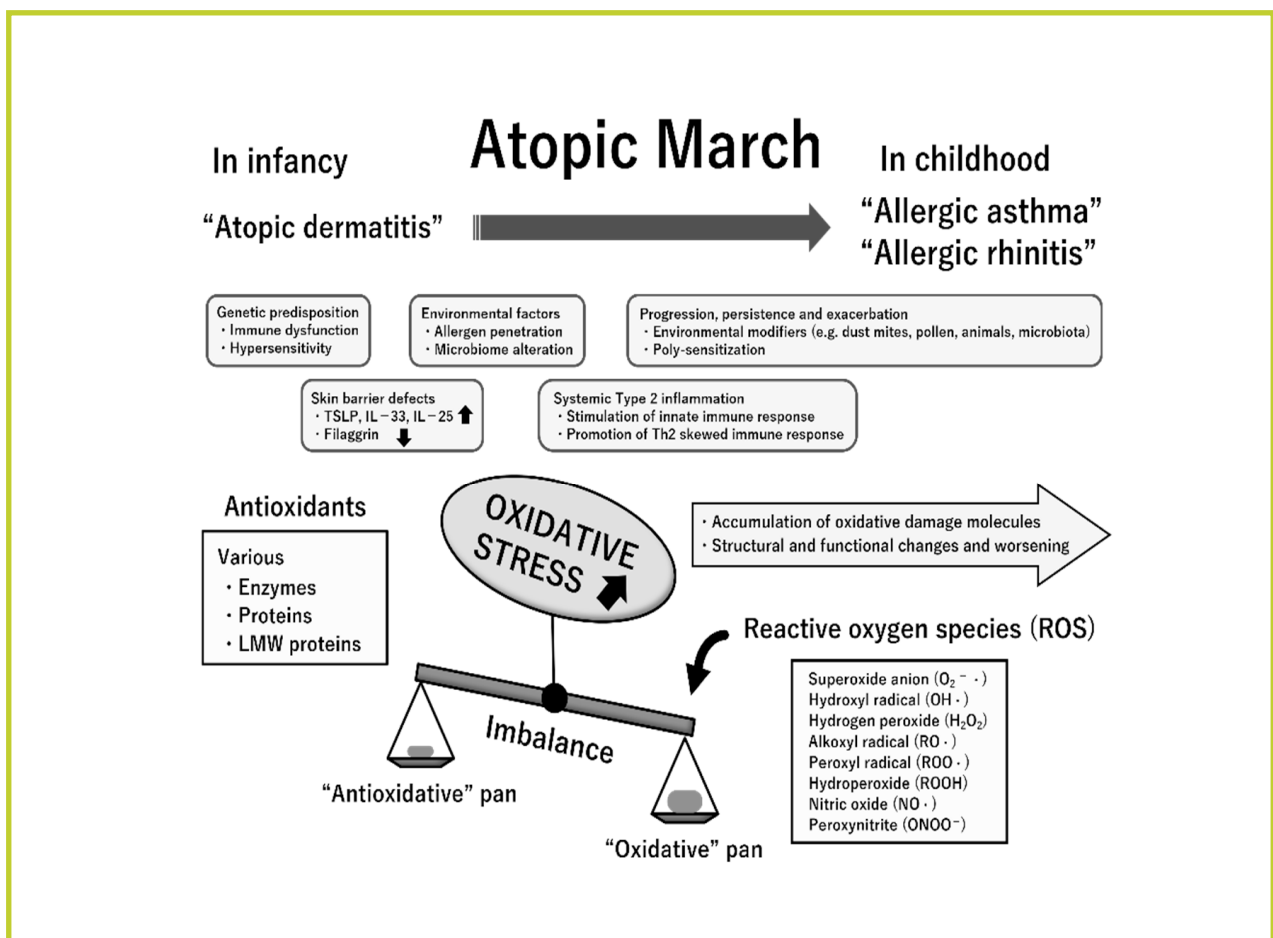 Atopic March
In infancy
“Atopic dermatitis”
In childhood
“Allergic asthma”
“Allergic rhinitis”
Genetic predisposition
・Immune dysfunction
・Hypersensitivity
Environmental factors
・Allergen penetration
・Microbiome alteration
Progression, persistence and exacerbation
・Environmental modifiers (e.g. dust mites, pollen, animals, microbiota)
・Poly-sensitization
Skin barrier defects
・TSLP, IL−33, IL−25
・Filaggrin
Systemic Type 2 inflammation
・Stimulation of innate immune response
・Promotion of Th2 skewed immune response
Antioxidants
Various
・Enzymes
・Proteins
・LMW proteins
OXIDATIVE
STRESS
・Accumulation of oxidative damage molecules
・Structural and functional changes and worsening
Reactive oxygen species (ROS)
Superoxide anion (O₂⁻・)
Hydroxyl radical (OH・)
Hydrogen peroxide (H₂O₂)
Alkoxyl radical (RO・)
Peroxyl radical (ROO・)
Hydroperoxide (ROOH)
Nitric oxide (NO・)
Peroxynitrite (ONOO⁻)
Imbalance
“Antioxidative” pan
“Oxidative” pan